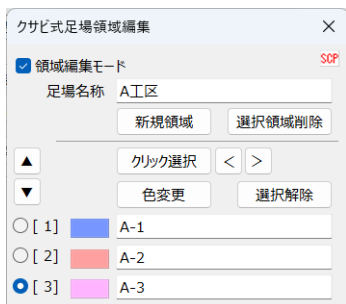 クサビ式足場領域編集
SCP
領域編集モード
足場名称 A工区
新規領域 選択領域削除
▲ クリック選択 < >
▼ 色変更 選択解除
[ 1] A-1
[ 2] A-2
[ 3] A-3